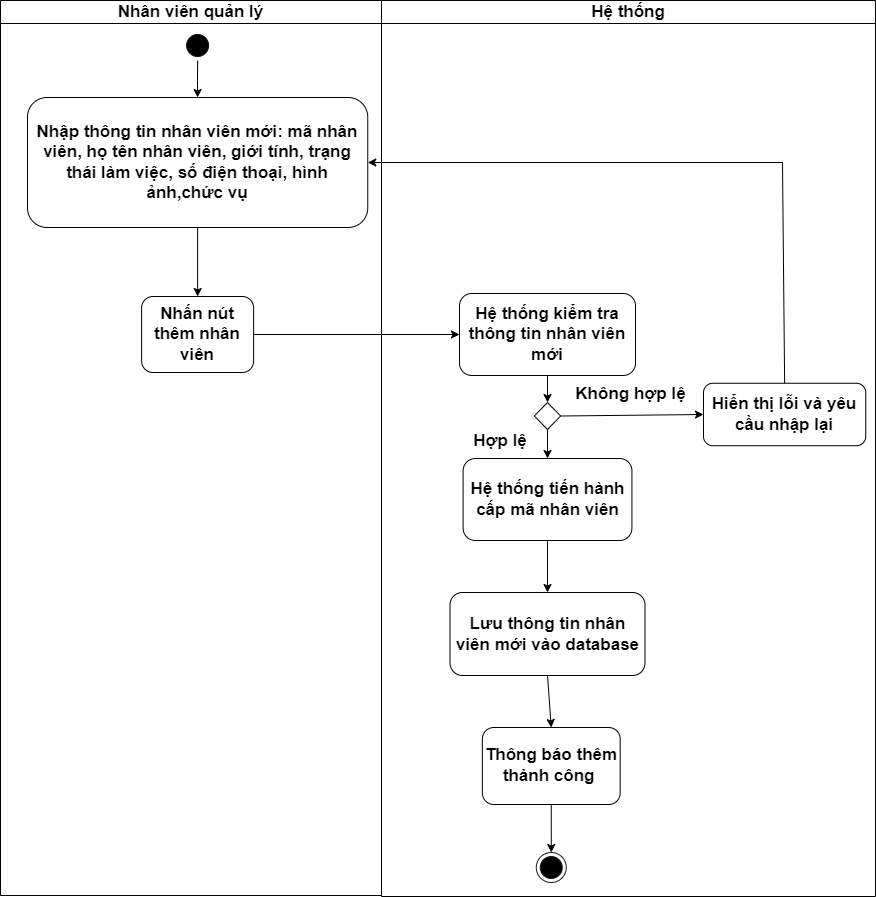 Nhân viên quản lý
Hệ thống
Nhập thông tin nhân viên mới: mã nhân
viên, họ tên nhân viên, giới tính, trạng
thái làm việc, số điện thoại, hình
ảnh,chức vụ
Nhấn nút
thêm nhân
viên
Hệ thống kiểm tra
thông tin nhân viên
mới
Không hợp lệ
Hiển thị lỗi và yêu
cầu nhập lại
Hợp lệ
Hệ thống tiến hành
cấp mã nhân viên
Lưu thông tin nhân
viên mới vào database
Thông báo thêm
thành công